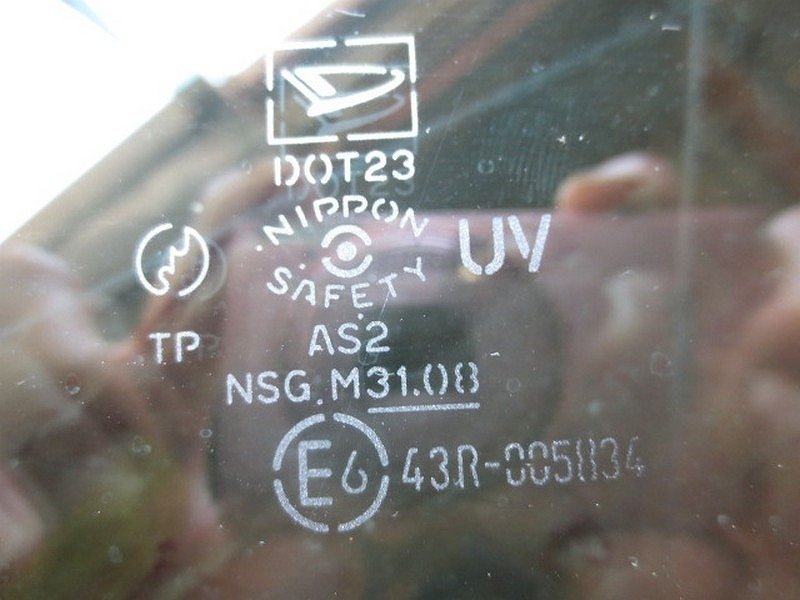 DOT23
NIPPON
SAFETY
UV
TP
AS2
NSG.M31.08
E6 43R-005834